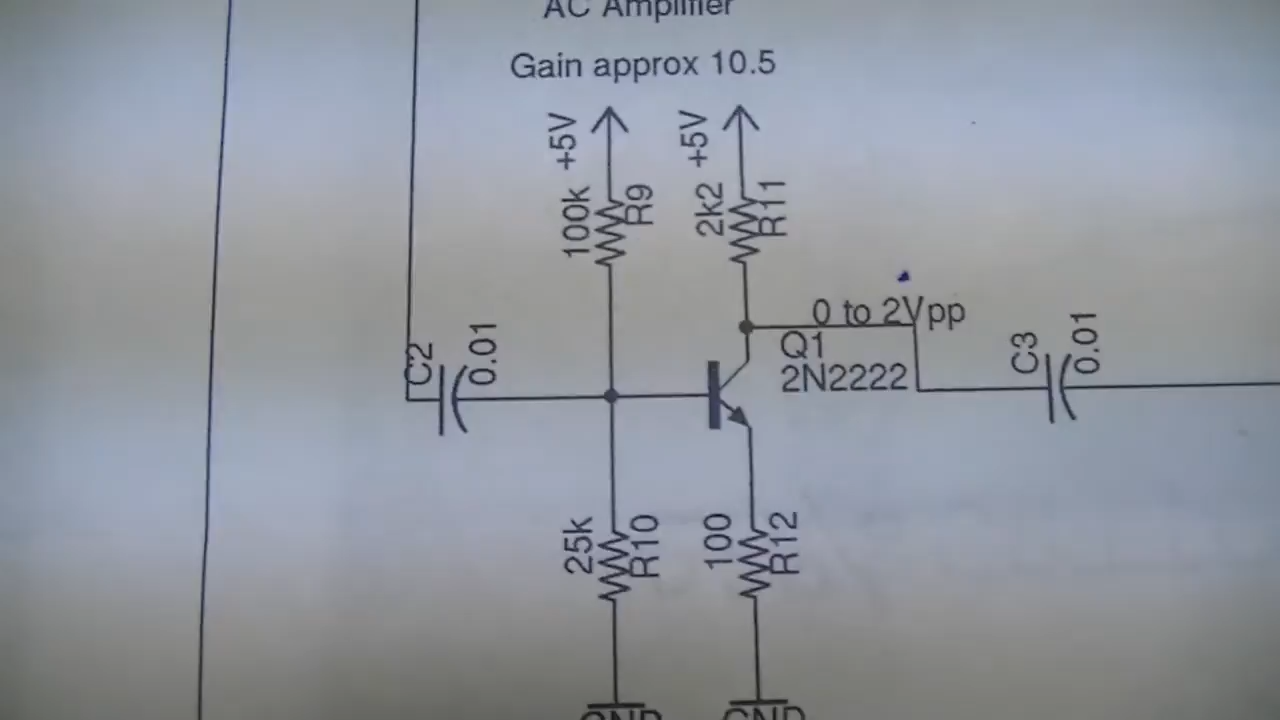 AC Amplifier
Gain approx 10.5
+5V
+5V
100k
R9
2k2
R11
0 to 2Vpp
C2
0.01
Q1
2N2222
C3
0.01
25k
R10
100
R12
GND
GND